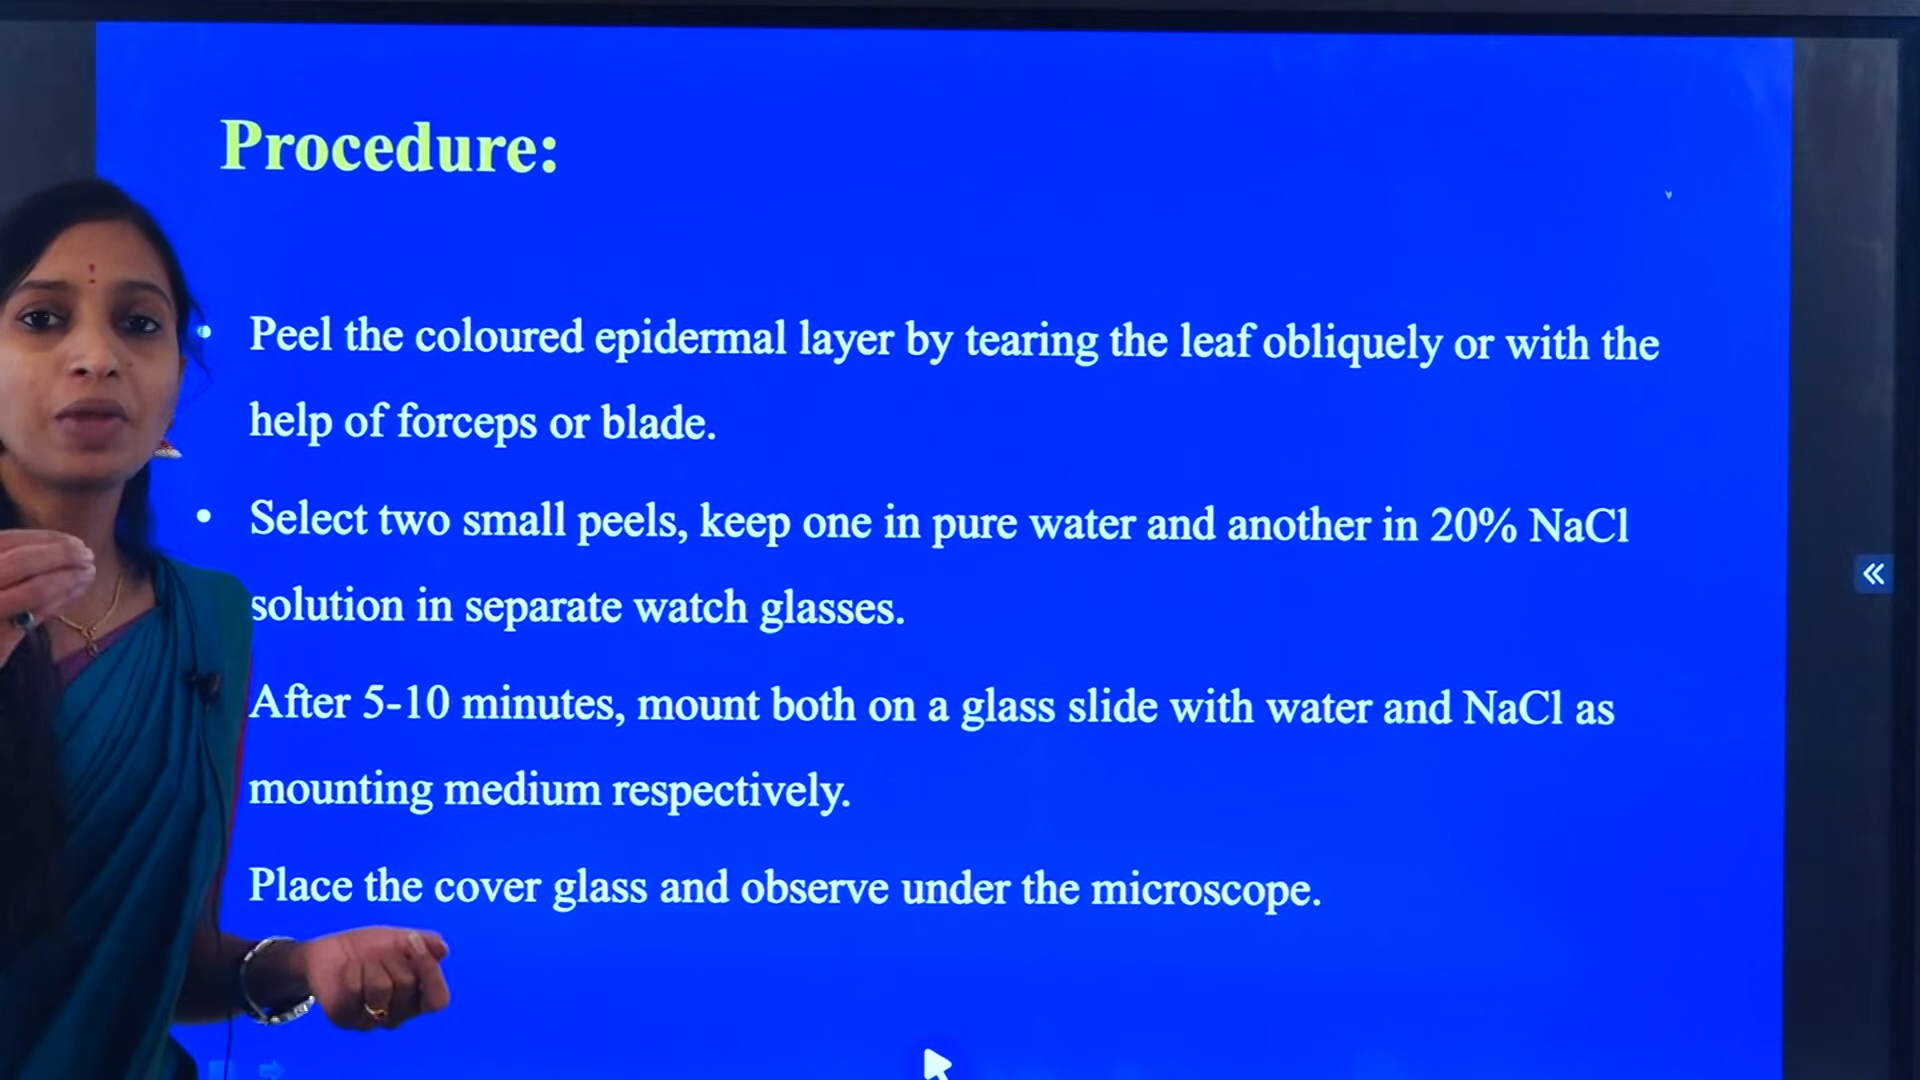 Procedure:
• Peel the coloured epidermal layer by tearing the leaf obliquely or with the
help of forceps or blade.
• Select two small peels, keep one in pure water and another in 20% NaCl
solution in separate watch glasses.
After 5-10 minutes, mount both on a glass slide with water and NaCl as
mounting medium respectively.
Place the cover glass and observe under the microscope.